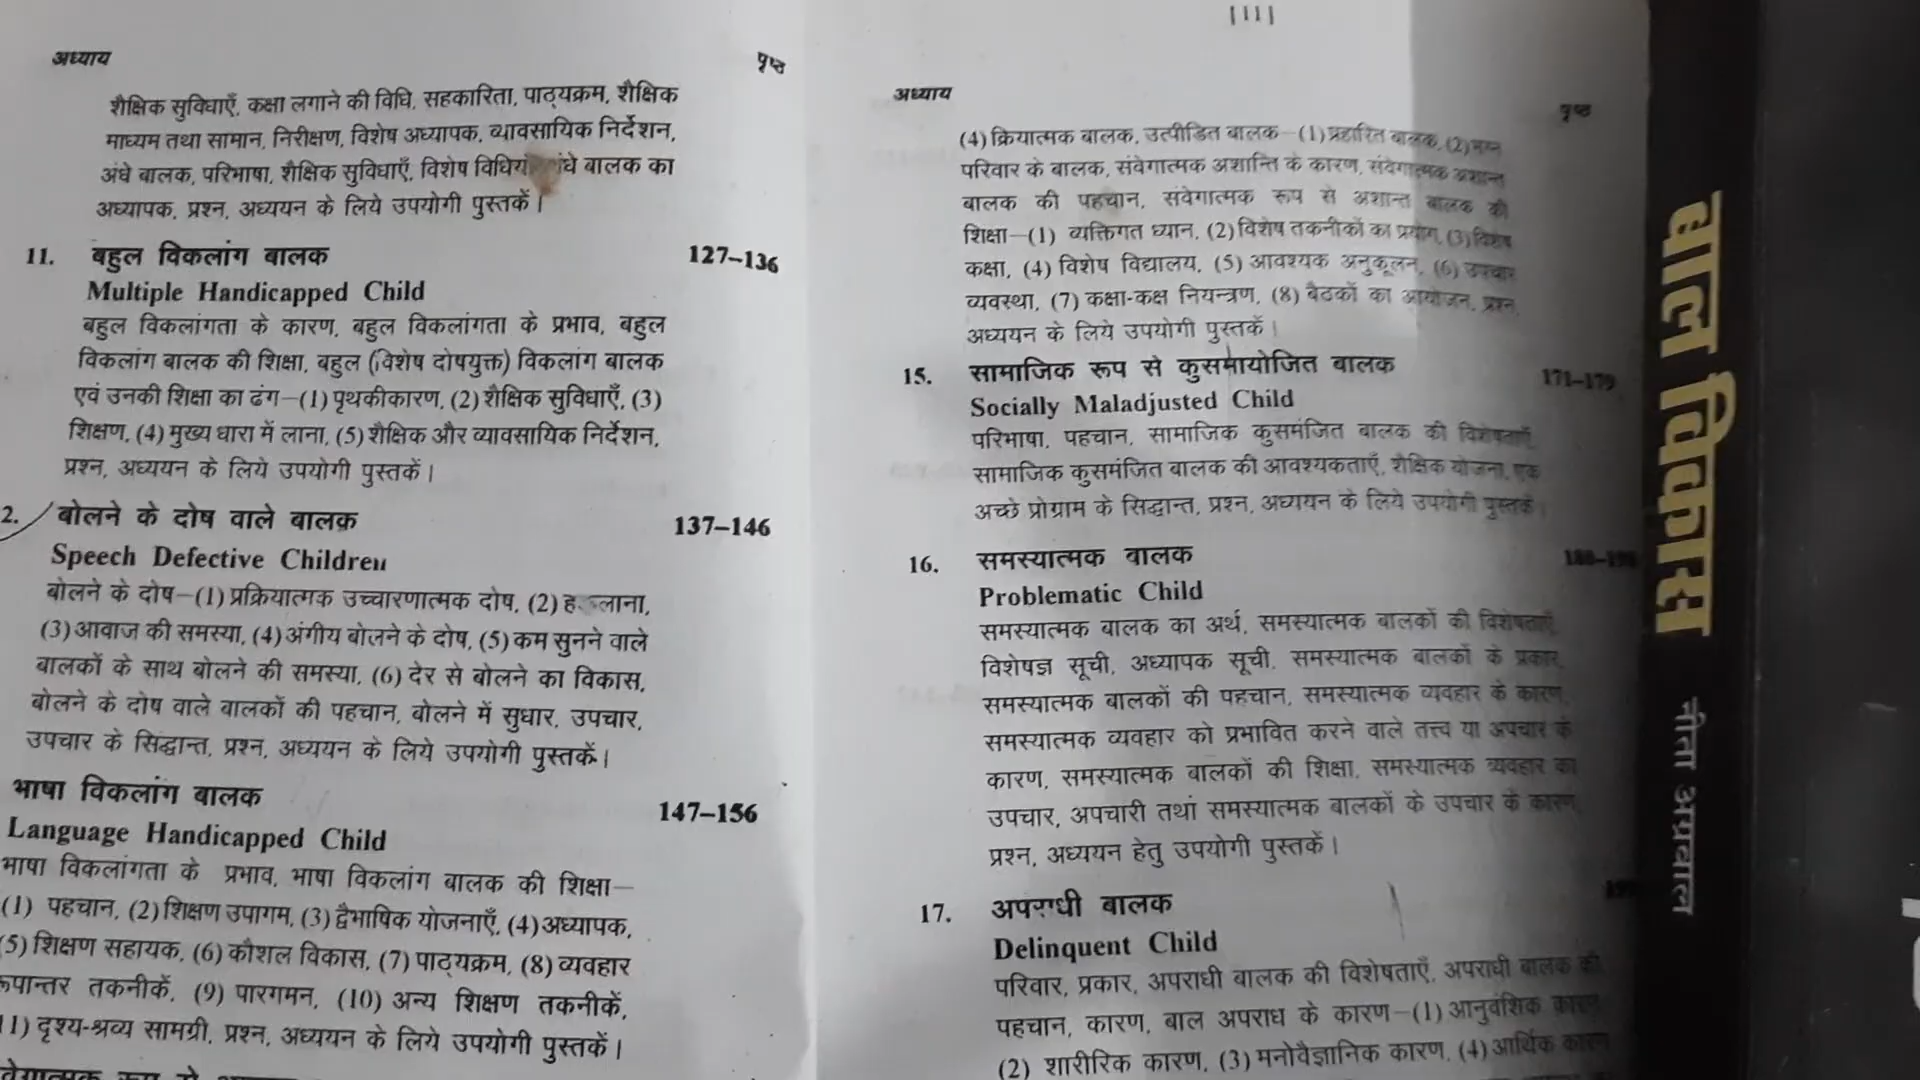 अध्याय
पृष्ठ
शैक्षिक सुविधाएँ, कक्षा लगाने की विधि, सहकारिता, पाठ्यक्रम, शैक्षिक
माध्यम तथा सामान, निरीक्षण, विशेष अध्यापक, व्यावसायिक निर्देशन,
अंधे बालक, परिभाषा, शैक्षिक सुविधाएँ, विशेष बालक का
अध्यापक, प्रश्न, अध्ययन के लिये उपयोगी पुस्तकें।
11. बहुल विकलांग बालक 127–136
Multiple Handicapped Child
बहुल विकलांगता के कारण, बहुल विकलांगता के प्रभाव, बहुल
विकलांग बालक की शिक्षा, बहुल (विशेष दोषयुक्त) विकलांग बालक
एवं उनकी शिक्षा का ढंग—(1) पृथकीकारण, (2) शैक्षिक सुविधाएँ, (3)
शिक्षण, (4) मुख्य धारा में लाना, (5) शैक्षिक और व्यावसायिक निर्देशन,
प्रश्न, अध्ययन के लिये उपयोगी पुस्तकें।
2. बोलने के दोष वाले बालक 137–146
Speech Defective Children
बोलने के दोष—(1) प्रक्रियात्मक उच्चारणात्मक दोष, (2)
(3) आवाज की समस्या, (4) अंगीय बोलने के दोष, (5) कम सुनने वाले
बालकों के साथ बोलने की समस्या, (6) देर से बोलने का विकास,
बोलने के दोष वाले बालकों की पहचान, बोलने में सुधार, उपचार,
उपचार के सिद्धान्त, प्रश्न, अध्ययन के लिये उपयोगी पुस्तकें।
भाषा विकलांग बालक 147–156
Language Handicapped Child
भाषा विकलांगता के प्रभाव, भाषा विकलांग बालक की शिक्षा—
(1) पहचान, (2) शिक्षण उपागम, (3) द्वैभाषिक योजनाएँ, (4) अध्यापक,
5) शिक्षण सहायक, (6) कौशल विकास, (7) पाठ्यक्रम, (8) व्यवहार
रूपान्तर तकनीकें, (9) पारगमन, (10) अन्य शिक्षण तकनीकें,
11) दृश्य-श्रव्य सामग्री, प्रश्न, अध्ययन के लिये उपयोगी पुस्तकें।
[11]
अध्याय
पृष्ठ
(4) क्रियात्मक बालक, उत्पीडित बालक—(1) प्रहारित बालक, (2) भग्न
परिवार के बालक, संवेगात्मक अशान्ति के कारण, संवेगात्मक अशान्त
बालक की पहचान, संवेगात्मक रूप से अशान्त बालक की
शिक्षा—(1) व्यक्तिगत ध्यान, (2) विशेष तकनीकों का प्रयोग, (3) विशेष
कक्षा, (4) विशेष विद्यालय, (5) आवश्यक अनुकूलन, (6) उपचार
व्यवस्था, (7) कक्षा-कक्ष नियन्त्रण, (8) बैठकों का आयोजन, प्रश्न,
अध्ययन के लिये उपयोगी पुस्तकें।
15. सामाजिक रूप से कुसमायोजित बालक 171–179
Socially Maladjusted Child
परिभाषा, पहचान, सामाजिक कुसमंजित बालक की विशेषताएँ,
सामाजिक कुसमंजित बालक की आवश्यकताएँ, शैक्षिक योजना, एक
अच्छे प्रोग्राम के सिद्धान्त, प्रश्न, अध्ययन के लिये उपयोगी पुस्तकें।
16. समस्यात्मक बालक
Problematic Child
समस्यात्मक बालक का अर्थ, समस्यात्मक बालकों की विशेषताएँ,
विशेषज्ञ सूची, अध्यापक सूची, समस्यात्मक बालकों के प्रकार,
समस्यात्मक बालकों की पहचान, समस्यात्मक व्यवहार के कारण,
समस्यात्मक व्यवहार को प्रभावित करने वाले तत्त्व या अपचार के
कारण, समस्यात्मक बालकों की शिक्षा, समस्यात्मक व्यवहार का
उपचार, अपचारी तथा समस्यात्मक बालकों के उपचार के कारण,
प्रश्न, अध्ययन हेतु उपयोगी पुस्तकें।
17. अपराधी बालक
Delinquent Child
परिवार, प्रकार, अपराधी बालक की विशेषताएँ, अपराधी बालक की
पहचान, कारण, बाल अपराध के कारण—(1) आनुवंशिक कारण
(2) शारीरिक कारण, (3) मनोवैज्ञानिक कारण, (4) आर्थिक कारण
बाल विकास
नीता अग्रवाल